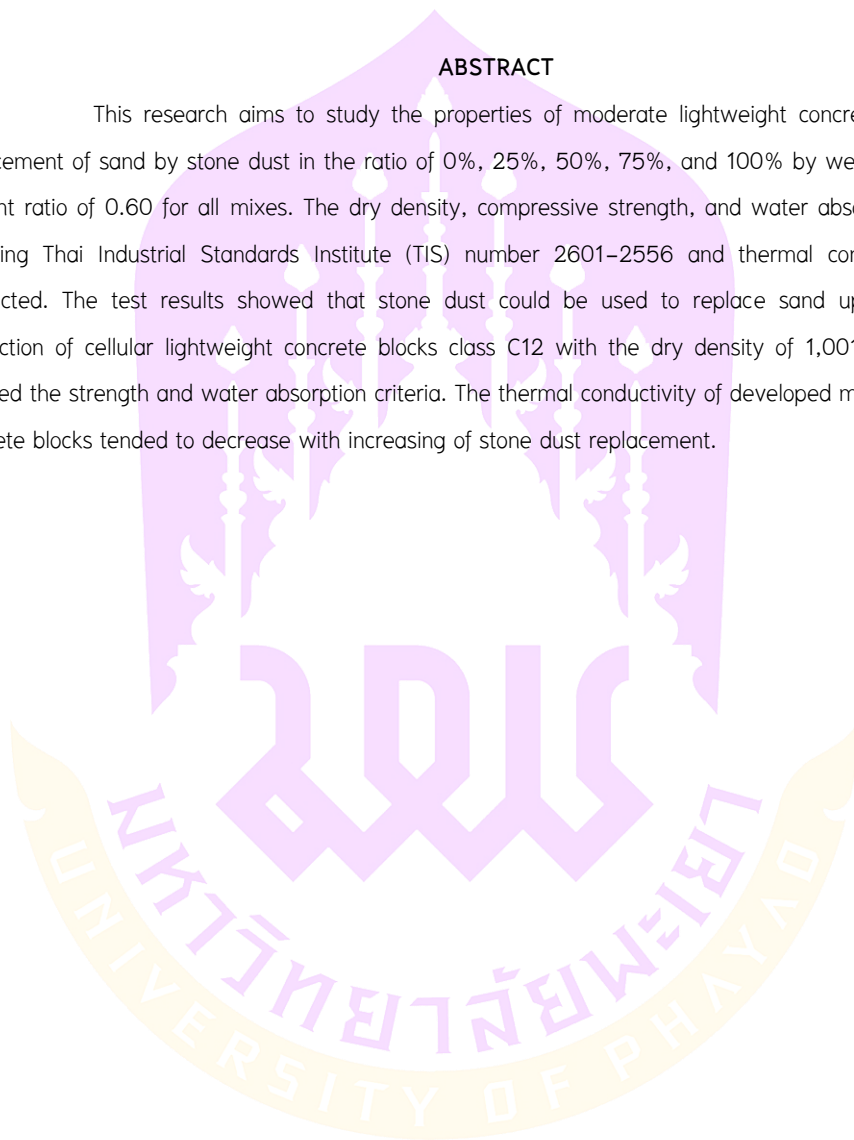 ABSTRACT
This research aims to study the properties of moderate lightweight concre
cement of sand by stone dust in the ratio of 0%, 25%, 50%, 75%, and 100% by we
nt ratio of 0.60 for all mixes. The dry density, compressive strength, and water abso
ing Thai Industrial Standards Institute (TIS) number 2601–2556 and thermal con
cted. The test results showed that stone dust could be used to replace sand up
ction of cellular lightweight concrete blocks class C12 with the dry density of 1,001
ed the strength and water absorption criteria. The thermal conductivity of developed m
ete blocks tended to decrease with increasing of stone dust replacement.
มหาวิทยาลัยพะเยา
UNIVERSITY OF PHAYAO